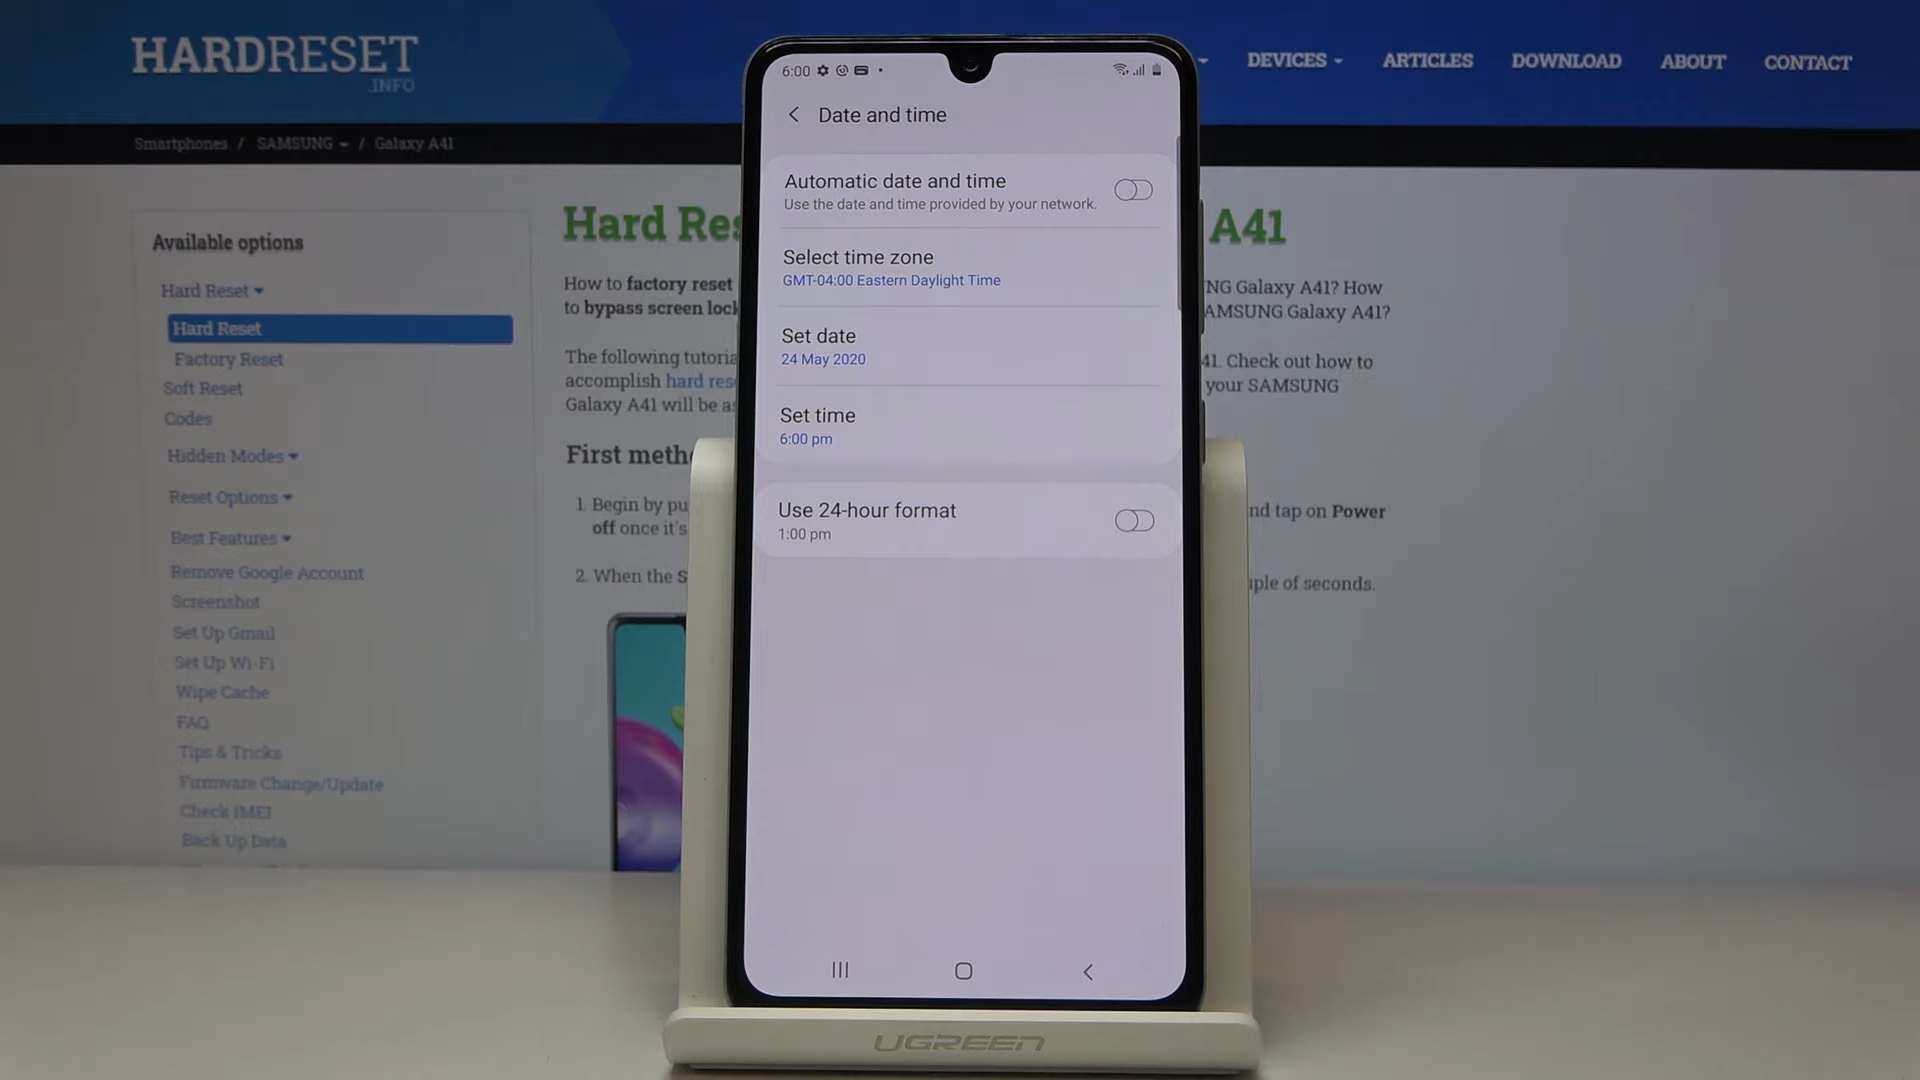 HARDRESET
.INFO
DEVICES
ARTICLES
DOWNLOAD
ABOUT
CONTACT
Smartphones / SAMSUNG / Galaxy A41
Available options
Hard Reset
Hard Reset
Factory Reset
Soft Reset
Codes
Hidden Modes
Reset Options
Best Features
Remove Google Account
Screenshot
Set Up Gmail
Set Up Wi-Fi
Wipe Cache
FAQ
Tips & Tricks
Firmware Change/Update
Check IMEI
Back Up Data
Hard Res
A41
How to factory reset
NG Galaxy A41? How
to bypass screen lock
AMSUNG Galaxy A41?
The following tutoria
41. Check out how to
accomplish hard rese
your SAMSUNG
Galaxy A41 will be as
First metho
1. Begin by pu
nd tap on Power
off once it's
2. When the S
ple of seconds.
6:00
Date and time
Automatic date and time
Use the date and time provided by your network.
Select time zone
GMT-04:00 Eastern Daylight Time
Set date
24 May 2020
Set time
6:00 pm
Use 24-hour format
1:00 pm
UGREEN